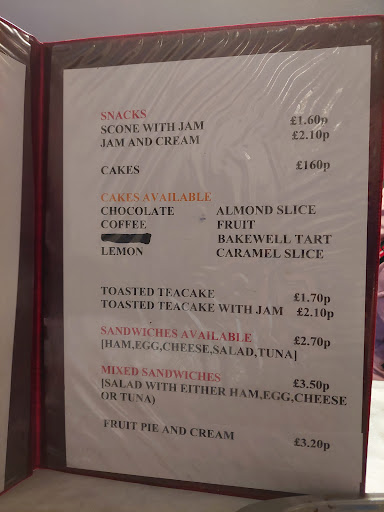 SNACKS
SCONE WITH JAM £1.60p
JAM AND CREAM £2.10p
CAKES £160p
CAKES AVAILABLE
CHOCOLATE ALMOND SLICE
COFFEE FRUIT
BAKEWELL TART
LEMON CARAMEL SLICE
TOASTED TEACAKE £1.70p
TOASTED TEACAKE WITH JAM £2.10p
SANDWICHES AVAILABLE £2.70p
[HAM,EGG,CHEESE,SALAD,TUNA]
MIXED SANDWICHES £3.50p
[SALAD WITH EITHER HAM,EGG,CHEESE
OR TUNA)
FRUIT PIE AND CREAM £3.20p